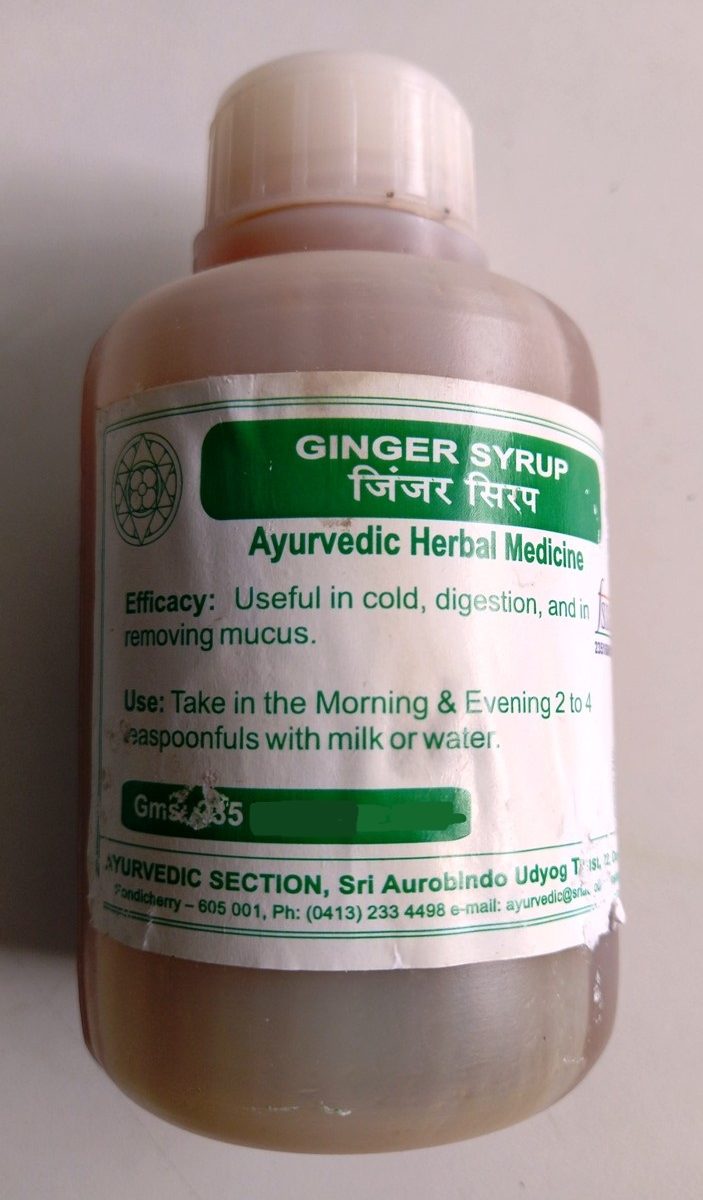 GINGER SYRUP
जिंजर सिरप
Ayurvedic Herbal Medicine
Efficacy: Useful in cold, digestion, and in
removing mucus.
Use: Take in the Morning & Evening 2 to 4
teaspoonfuls with milk or water.
Gms
AYURVEDIC SECTION, Sri Aurobindo Udyog
Pondicherry – 605 001, Ph: (0413) 233 4498 e-mail: